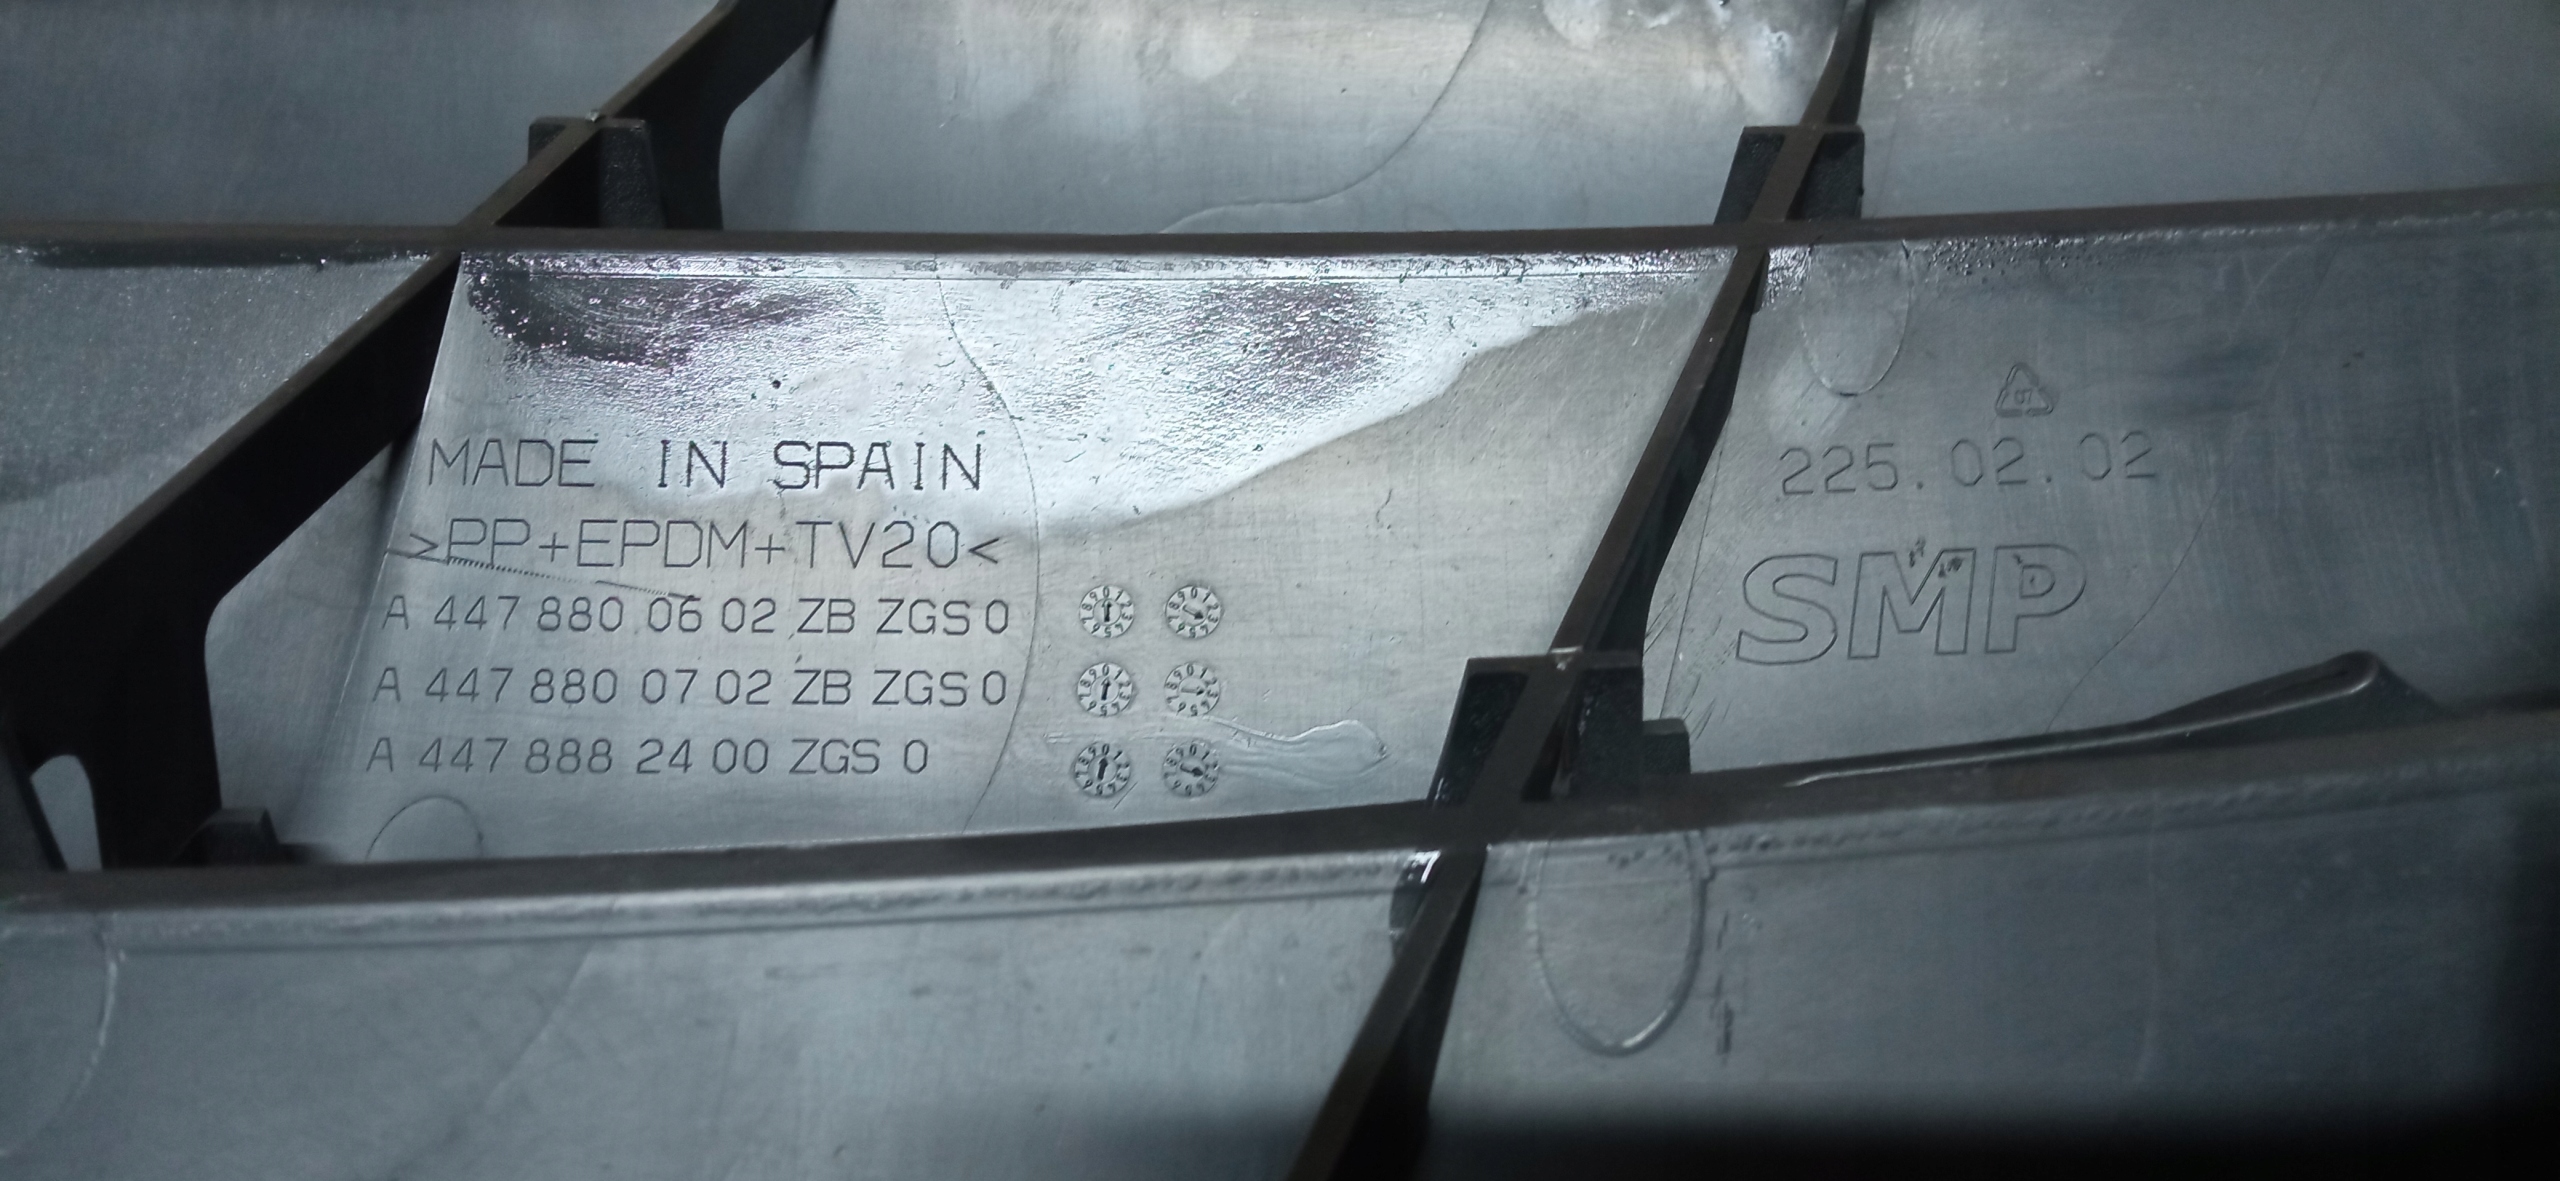 MADE IN SPAIN
>PP+EPDM+TV20<
A 447 880 06 02 ZB ZGS 0
A 447 880 07 02 ZB ZGS 0
A 447 888 24 00 ZGS 0
07
225.02.02
SMP